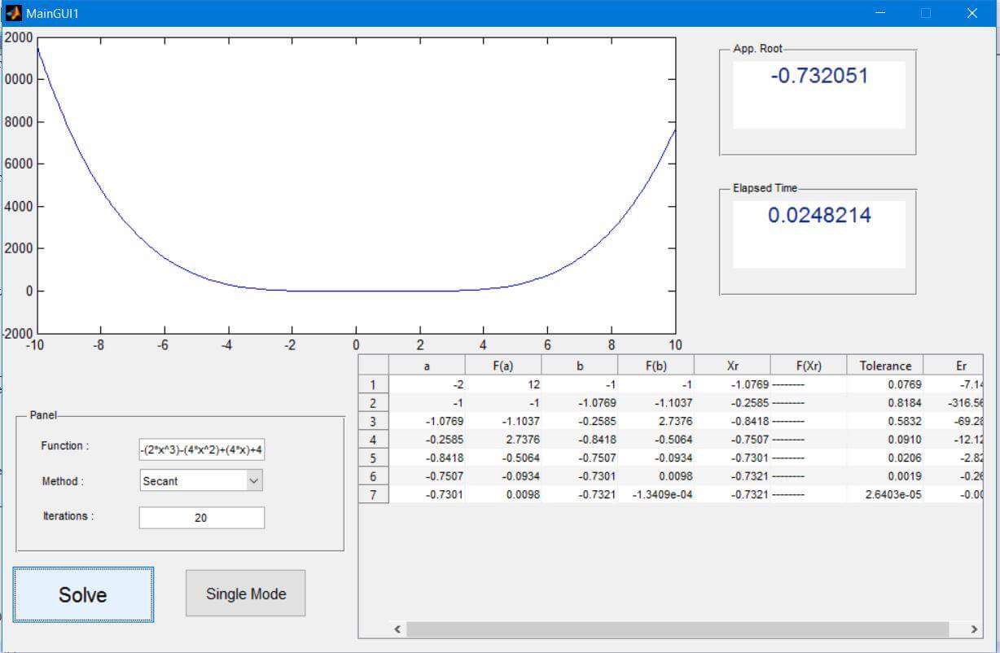 MainGUI1
2000
0000
8000
6000
4000
2000
0
-2000
-10 -8 -6 -4 -2 0 2 4 6 8 10
App. Root
-0.732051
Elapsed Time
0.0248214
Panel
Function :
-(2*x^3)-(4*x^2)+(4*x)+4
Method :
Secant
Iterations :
20
Solve
Single Mode
a F(a) b F(b) Xr F(Xr) Tolerance Er
1 -2 12 -1 -1 -1.0769 -------- 0.0769 -7.14
2 -1 -1 -1.0769 -1.1037 -0.2585 -------- 0.8184 -316.56
3 -1.0769 -1.1037 -0.2585 2.7376 -0.8418 -------- 0.5832 -69.28
4 -0.2585 2.7376 -0.8418 -0.5064 -0.7507 -------- 0.0910 -12.12
5 -0.8418 -0.5064 -0.7507 -0.0934 -0.7301 -------- 0.0206 -2.82
6 -0.7507 -0.0934 -0.7301 0.0098 -0.7321 -------- 0.0019 -0.26
7 -0.7301 0.0098 -0.7321 -1.3409e-04 -0.7321 -------- 2.6403e-05 -0.00